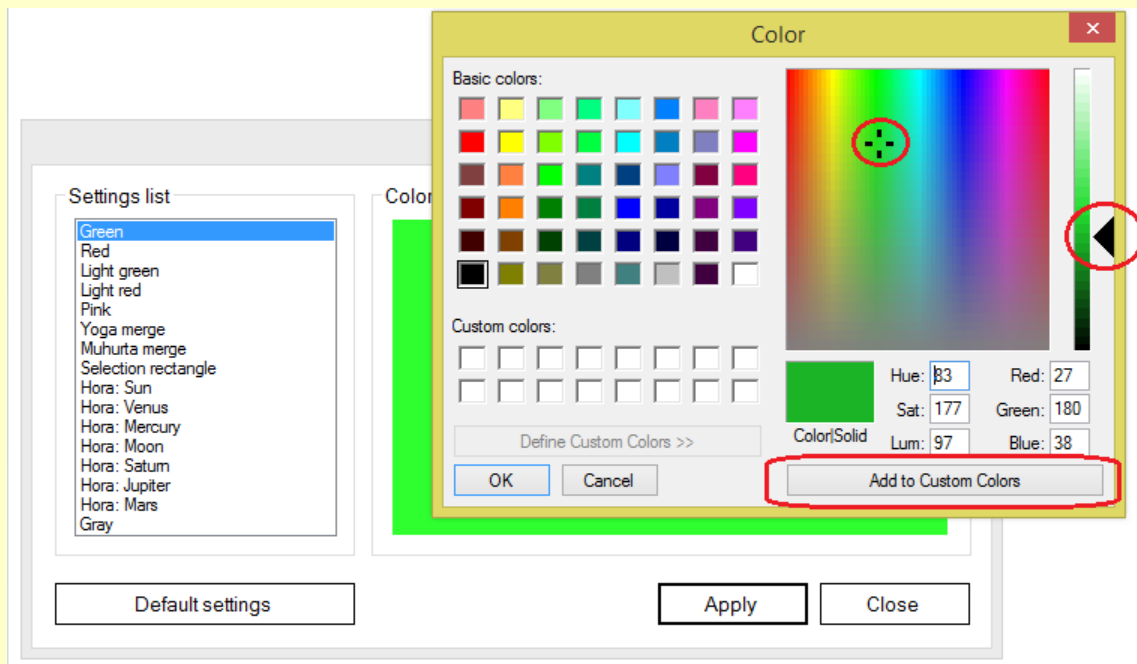 Color
×
Basic colors:
Custom colors:
Define Custom Colors >>
OK
Cancel
Hue: 83
Red: 27
Sat: 177
Green: 180
Color|Solid
Lum: 97
Blue: 38
Add to Custom Colors
Settings list
Color
Green
Red
Light green
Light red
Pink
Yoga merge
Muhurta merge
Selection rectangle
Hora: Sun
Hora: Venus
Hora: Mercury
Hora: Moon
Hora: Saturn
Hora: Jupiter
Hora: Mars
Gray
Default settings
Apply
Close